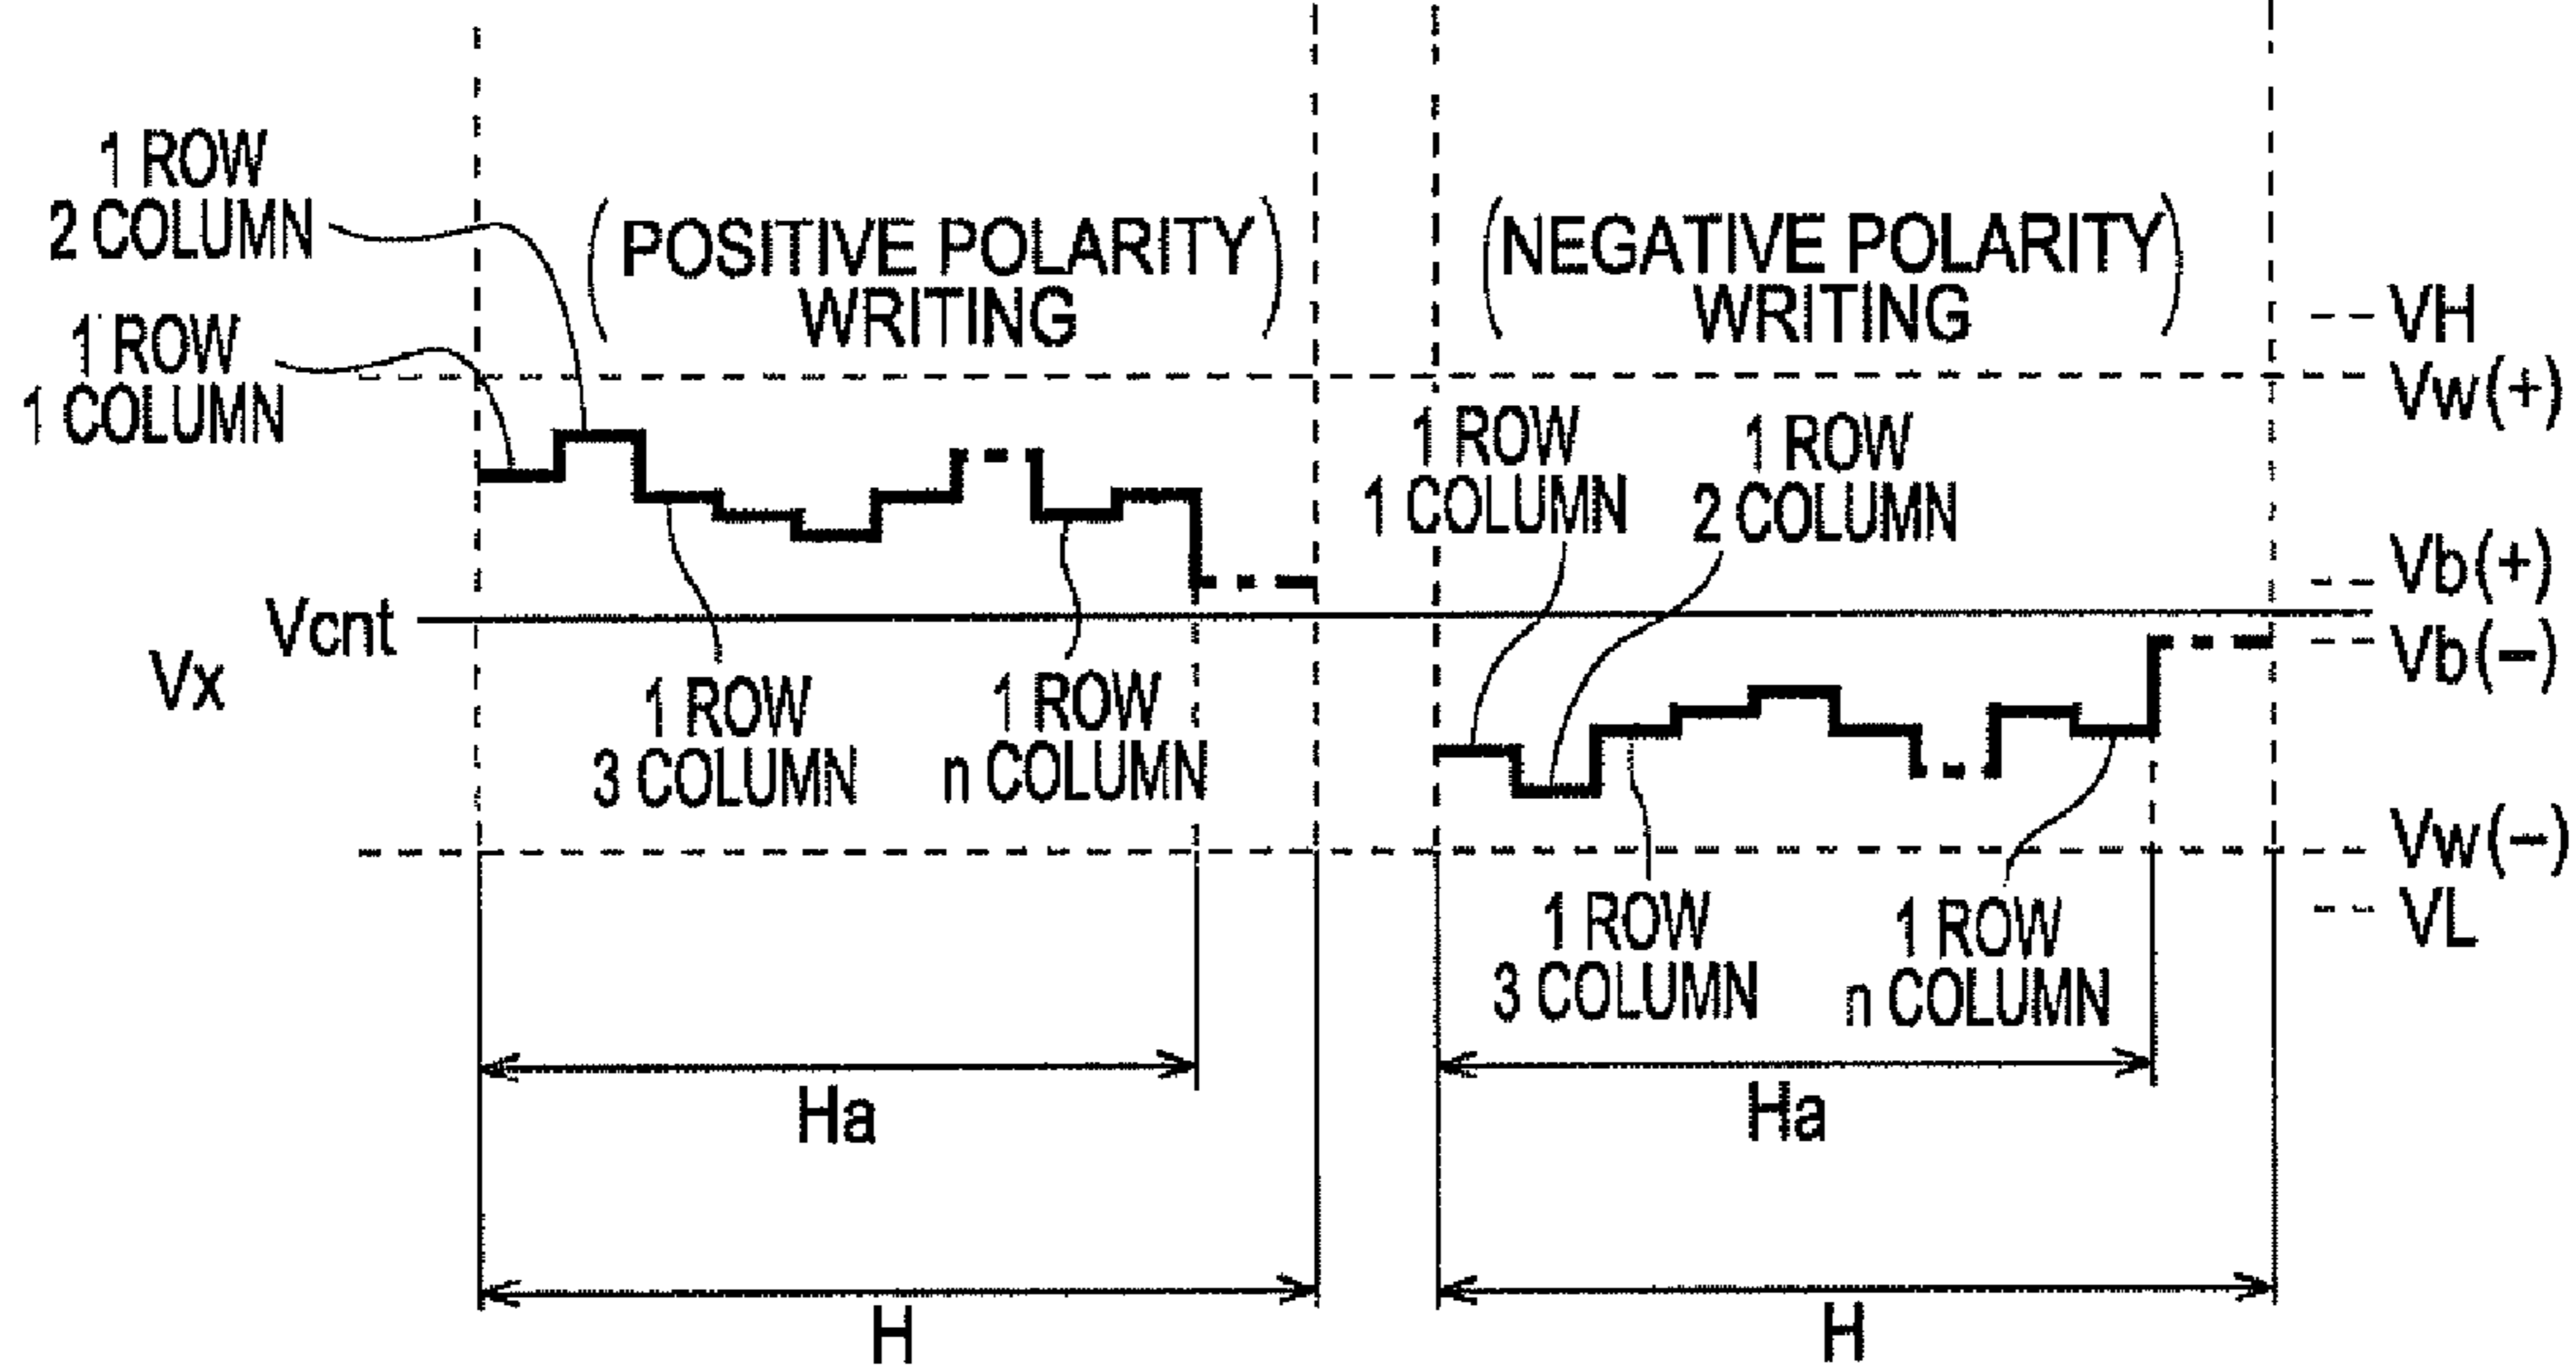 1 ROW
2 COLUMN
1 ROW
1 COLUMN
(POSITIVE POLARITY
WRITING)
(NEGATIVE POLARITY
WRITING)
VH
Vw(+)
1 ROW
1 COLUMN
1 ROW
2 COLUMN
Vb(+)
Vcnt
Vb(−)
Vx
1 ROW
3 COLUMN
1 ROW
n COLUMN
Vw(−)
VL
1 ROW
3 COLUMN
1 ROW
n COLUMN
Ha
Ha
H
H